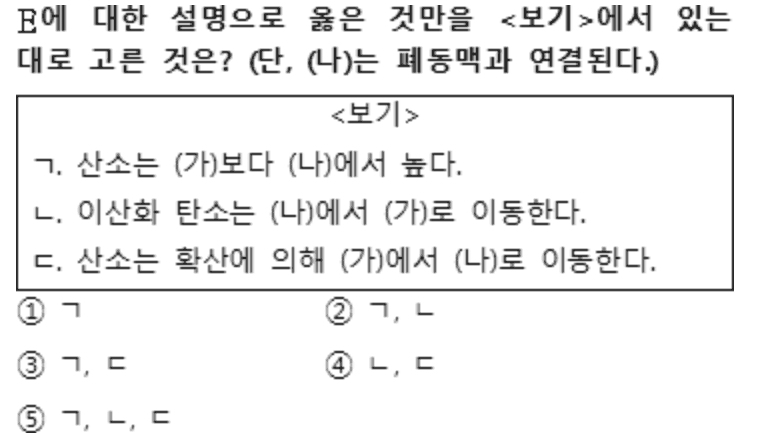 E에 대한 설명으로 옳은 것만을 <보기>에서 있는
대로 고른 것은? (단, (나)는 폐동맥과 연결된다.)
<보기>
ㄱ. 산소는 (가)보다 (나)에서 높다.
ㄴ. 이산화 탄소는 (나)에서 (가)로 이동한다.
ㄷ. 산소는 확산에 의해 (가)에서 (나)로 이동한다.
① ㄱ ② ㄱ, ㄴ
③ ㄱ, ㄷ ④ ㄴ, ㄷ
⑤ ㄱ, ㄴ, ㄷ